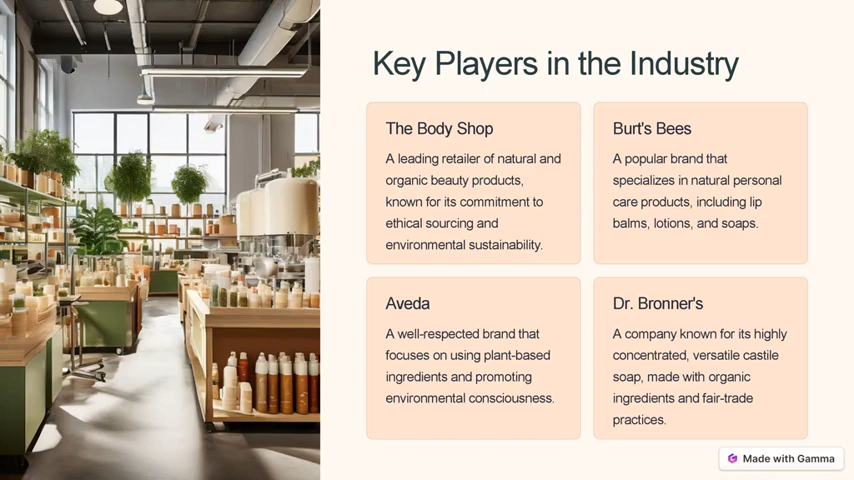 Key Players in the Industry
The Body Shop
A leading retailer of natural and
organic beauty products,
known for its commitment to
ethical sourcing and
environmental sustainability.
Burt's Bees
A popular brand that
specializes in natural personal
care products, including lip
balms, lotions, and soaps.
Aveda
A well-respected brand that
focuses on using plant-based
ingredients and promoting
environmental consciousness.
Dr. Bronner's
A company known for its highly
concentrated, versatile castile
soap, made with organic
ingredients and fair-trade
practices.
Made with Gamma